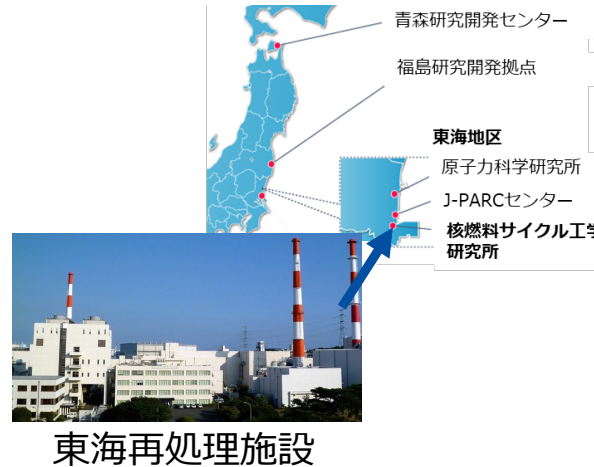 青森研究開発センター
福島研究開発拠点
東海地区
原子力科学研究所
J-PARCセンター
核燃料サイクル工学
研究所
東海再処理施設